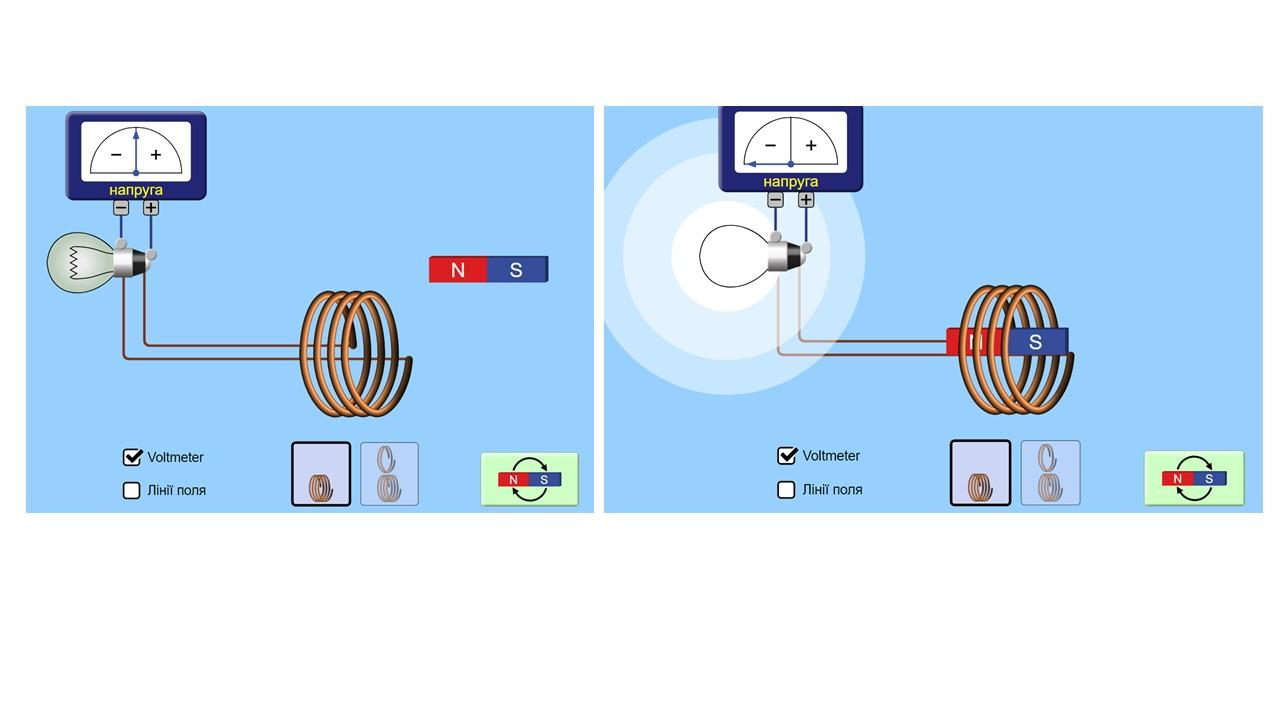 − +
напруга
− +
N S
Voltmeter
Лінії поля
N S
− +
напруга
− +
N S
Voltmeter
Лінії поля
N S